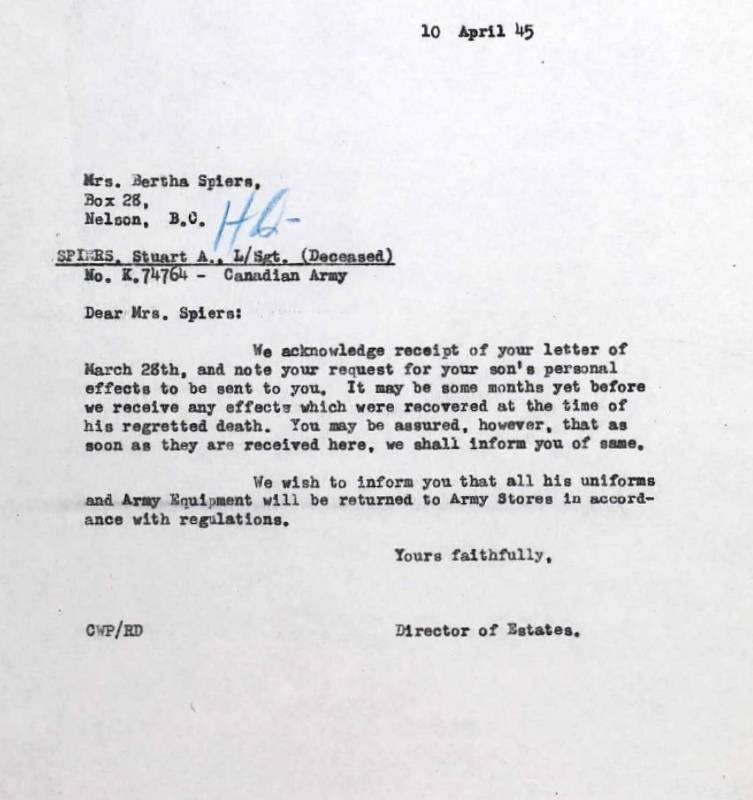 10 April 45
Mrs. Bertha Spiers,
Box 28,
Nelson, B.C.
HQ-
SPIERS, Stuart A., L/Sgt. (Deceased)
No. K.74764 - Canadian Army
Dear Mrs. Spiers:
We acknowledge receipt of your letter of
March 28th, and note your request for your son's personal
effects to be sent to you. It may be some months yet before
we receive any effects which were recovered at the time of
his regretted death. You may be assured, however, that as
soon as they are received here, we shall inform you of same.
We wish to inform you that all his uniforms
and Army Equipment will be returned to Army Stores in accord-
ance with regulations.
Yours faithfully,
CWP/RD
Director of Estates.